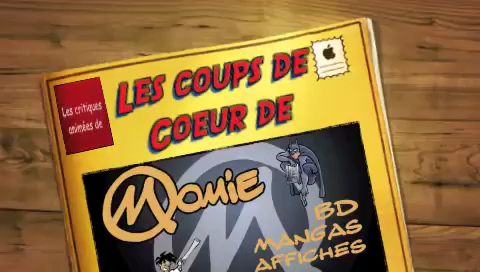 Les critiques
animées de
LES COUPS DE
COEUR DE
Momie
BD
MANGAS
AFFICHES